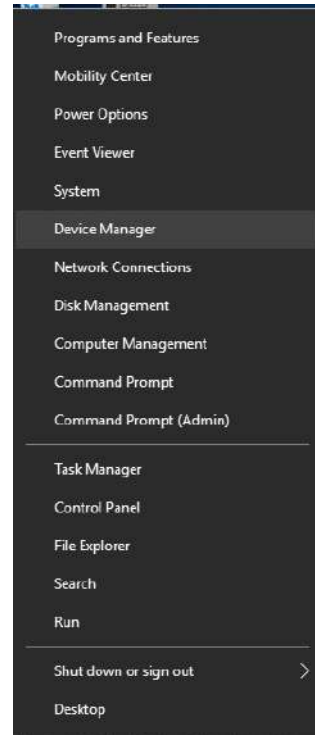 Programs and Features
Mobility Center
Power Options
Event Viewer
System
Device Manager
Network Connections
Disk Management
Computer Management
Command Prompt
Command Prompt (Admin)
Task Manager
Control Panel
File Explorer
Search
Run
Shut down or sign out
Desktop